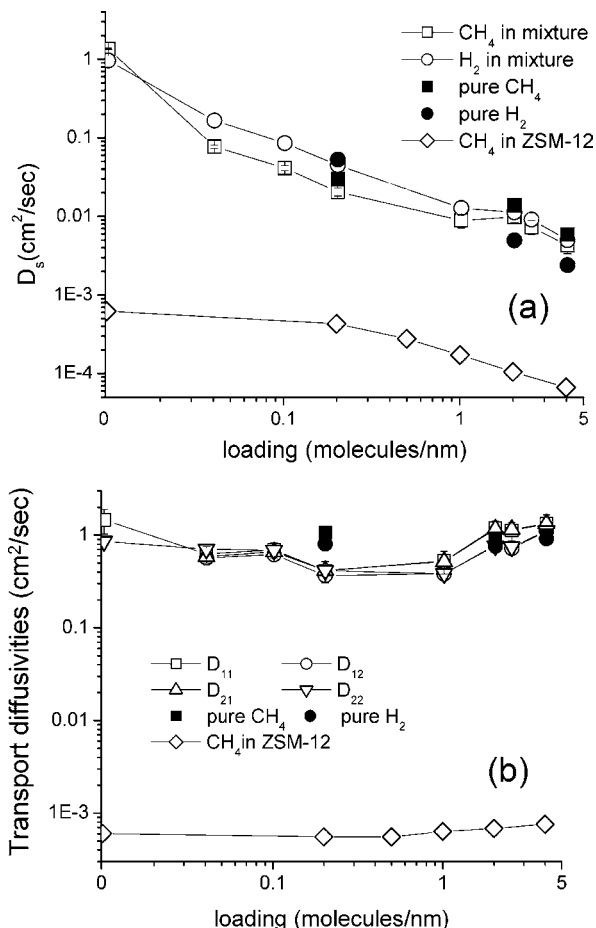 (a)
CH₄ in mixture
H₂ in mixture
pure CH₄
pure H₂
CH₄ in ZSM-12
1
0.1
0.01
1E-3
1E-4
Dₛ(cm²/sec)
0 0.1 1 5
loading (molecules/nm)
(b)
1
0.1
0.01
1E-3
Transport diffusivities (cm²/sec)
D₁₁ D₁₂
D₂₁ D₂₂
pure CH₄ pure H₂
CH₄in ZSM-12
0 0.1 1 5
loading (molecules/nm)